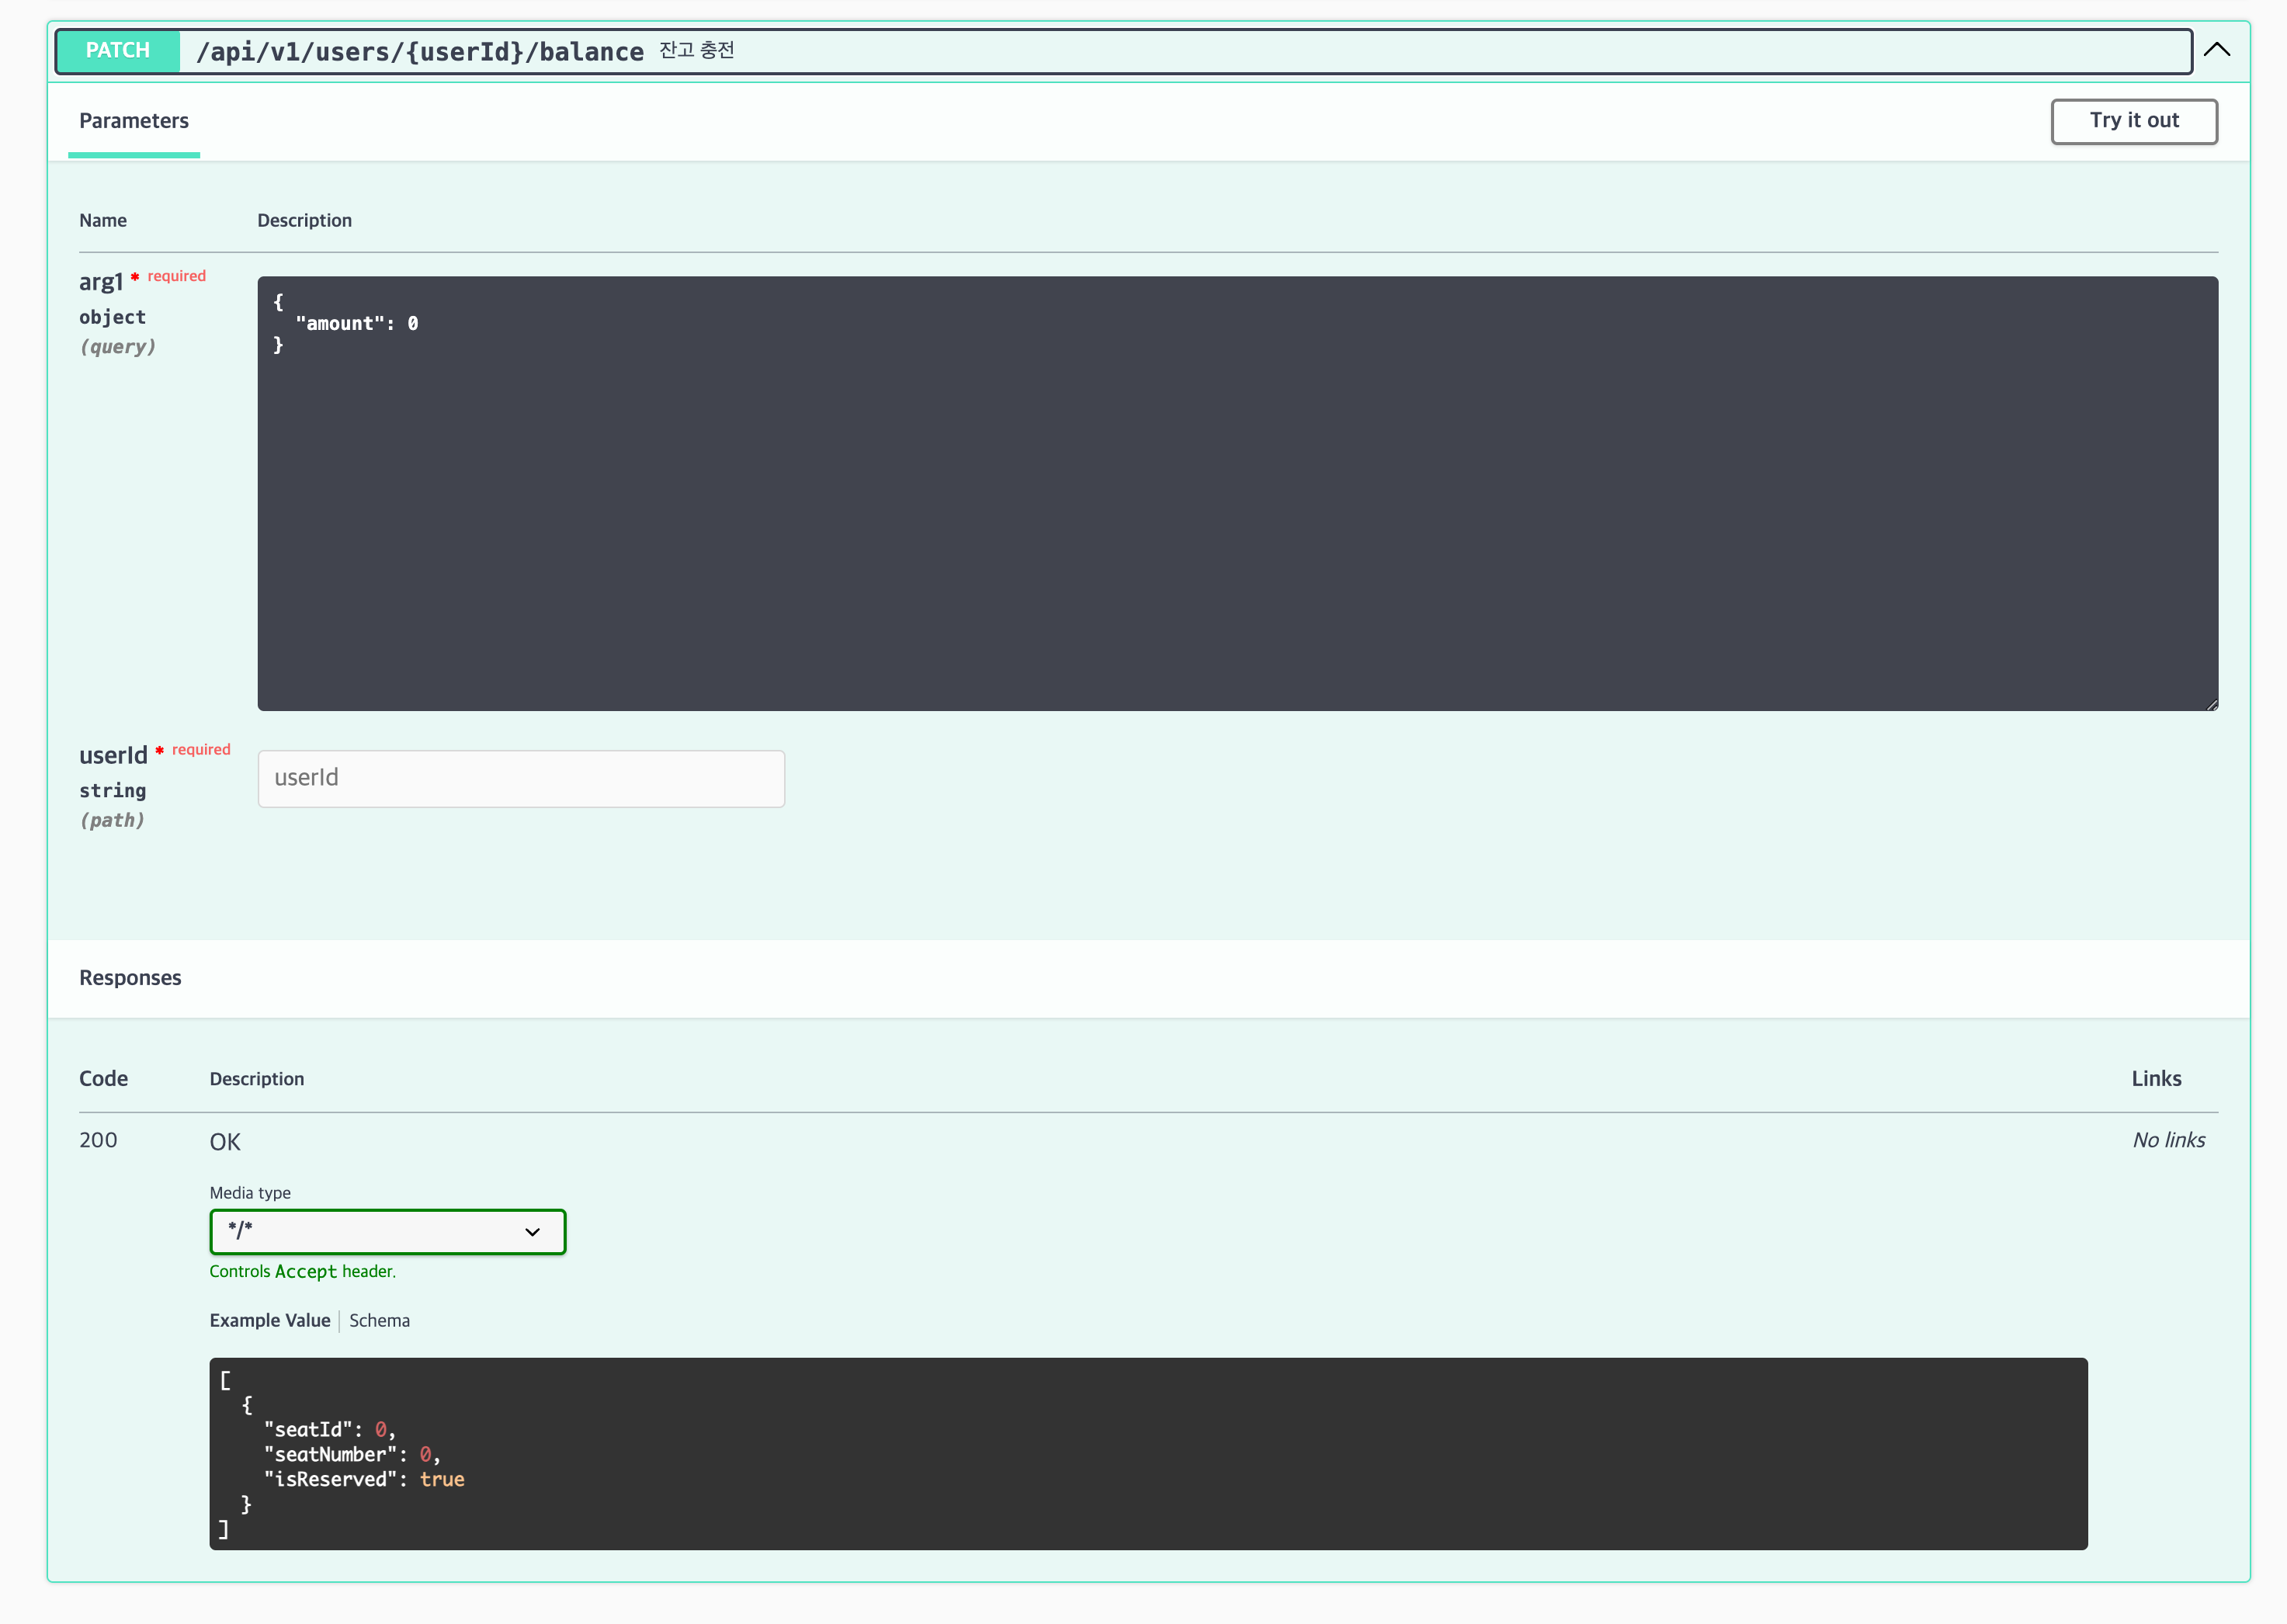 PATCH /api/v1/users/{userId}/balance 잔고 충전
Parameters
Try it out
Name Description
arg1 * required
object
(query)
{
  "amount": 0
}
userId * required
string
(path)
userId
Responses
Code Description Links
200 OK No links
Media type
*/*
Controls Accept header.
Example Value | Schema
[
  {
    "seatId": 0,
    "seatNumber": 0,
    "isReserved": true
  }
]